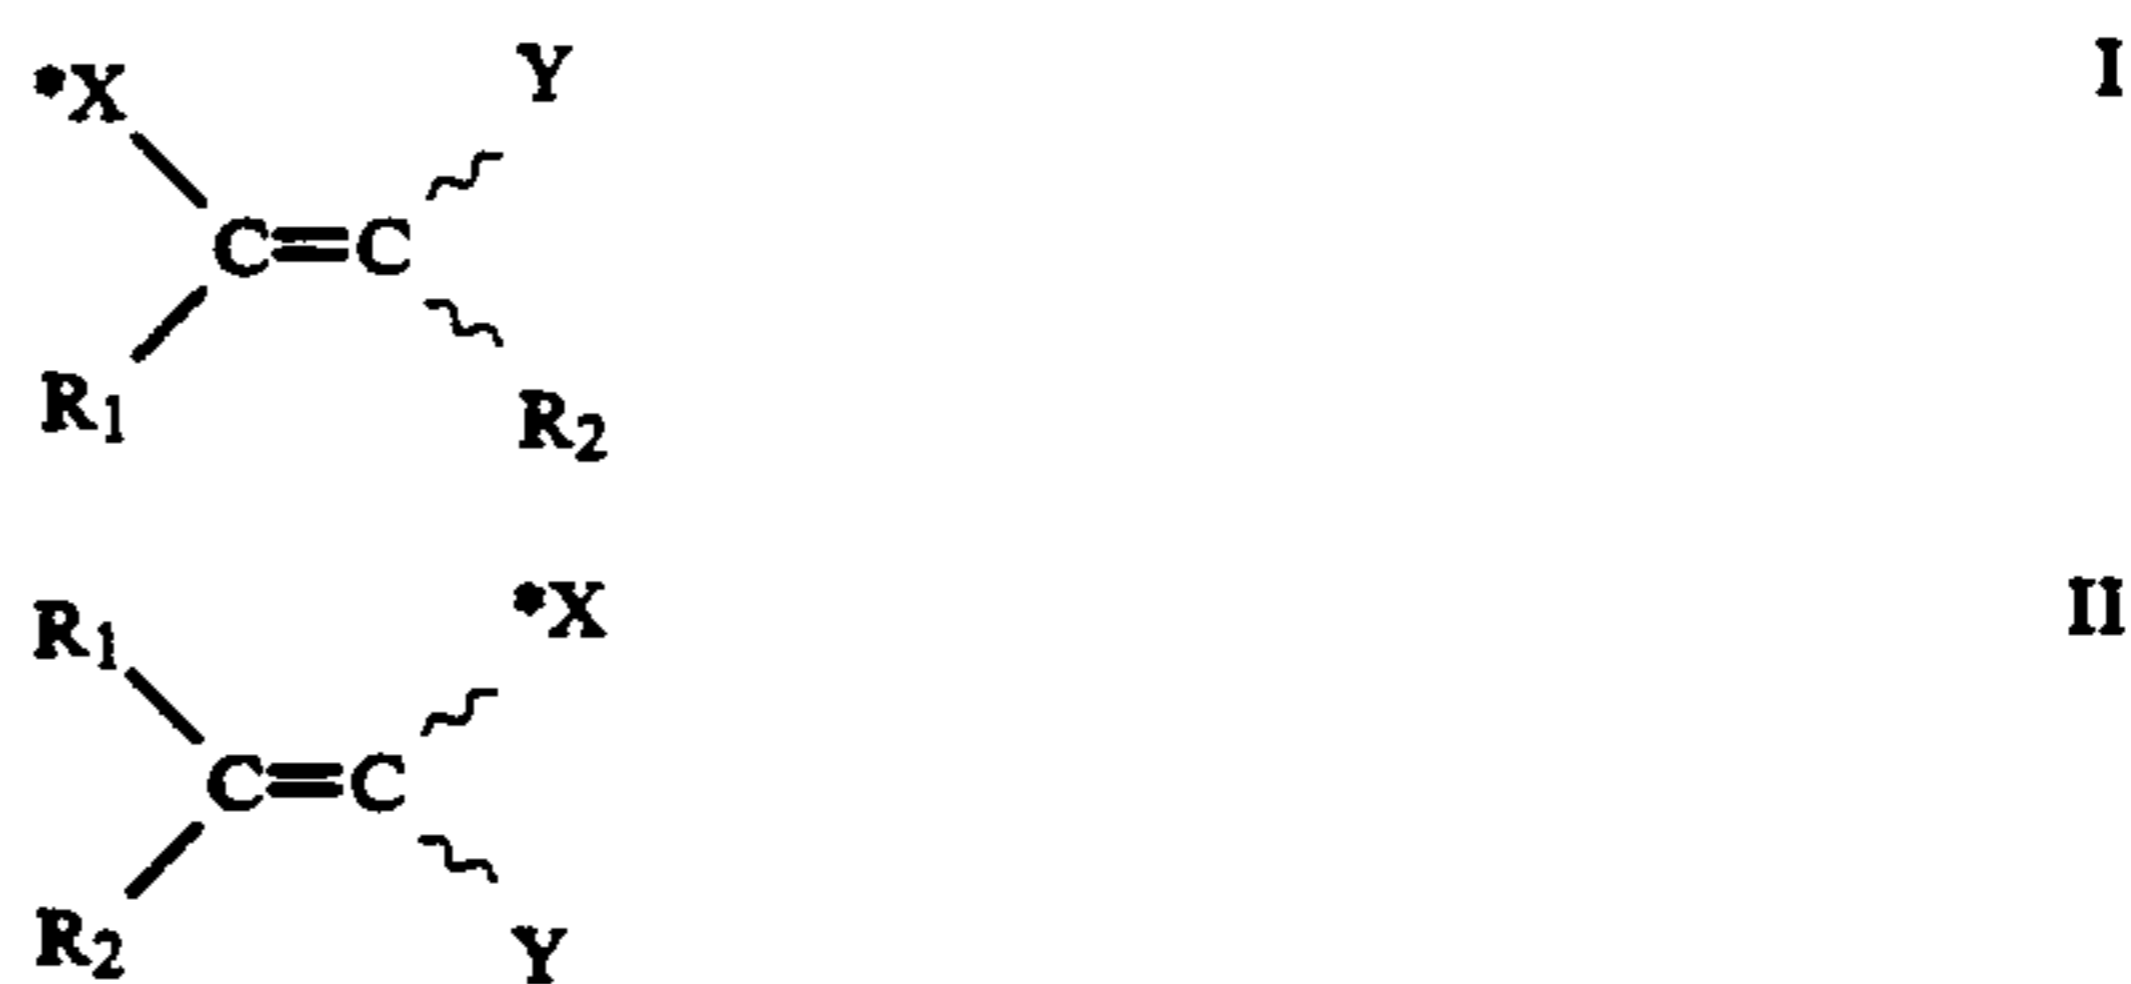 •X Y I
C=C
R1 R2
R1 •X II
C=C
R2 Y